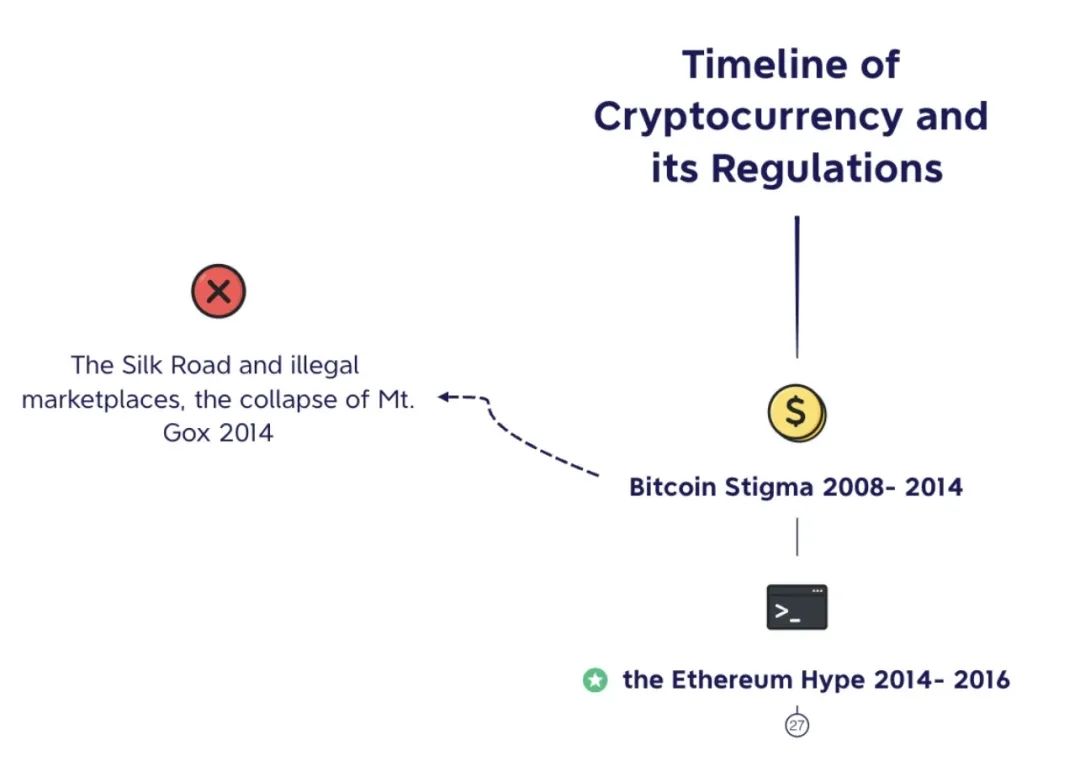 Timeline of
Cryptocurrency and
its Regulations
The Silk Road and illegal
marketplaces, the collapse of Mt.
Gox 2014
$
Bitcoin Stigma 2008- 2014
>_
the Ethereum Hype 2014- 2016
27